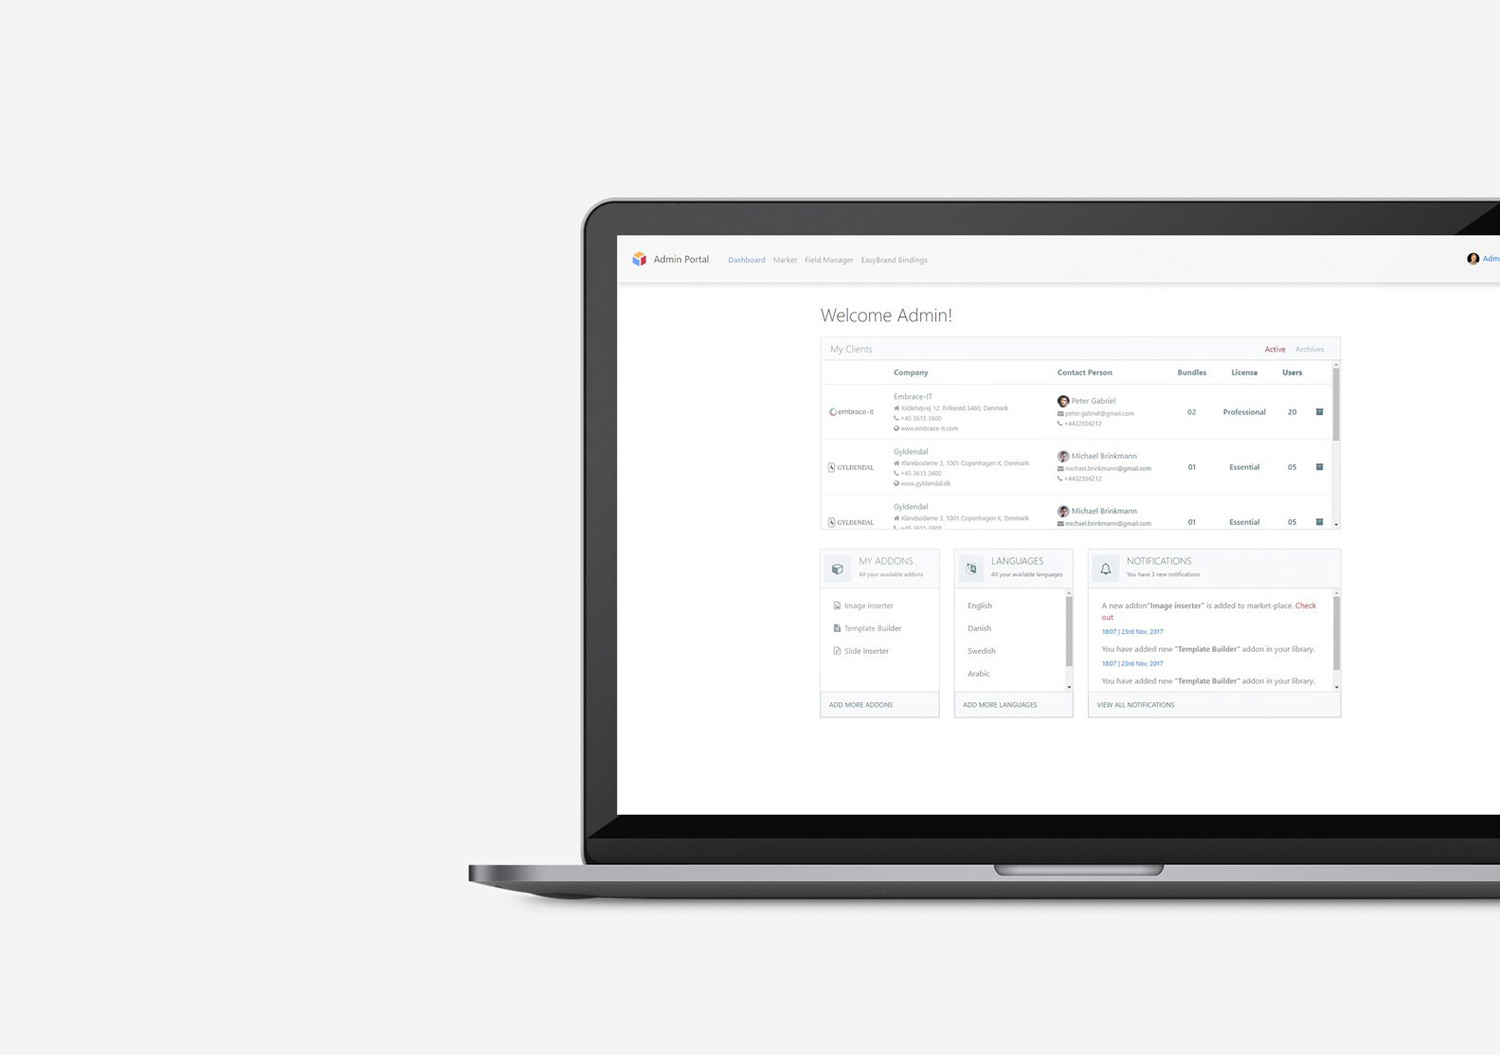 Admin Portal Dashboard Market Field Manager EasyBrand Bindings
Welcome Admin!
My Clients Active Archives
Company Contact Person Bundles License Users
embrace-it
Embrace-IT
Kildehøjvej 12, Birkerød 3460, Denmark
+45 3615 3600
www.embrace-it.com
Peter Gabriel
peter.gabriel@gmail.com
+4432556212
02 Professional 20
GYLDENDAL
Gyldendal
Klareboderne 3, 1001 Copenhagen K, Denmark
+45 3615 3600
www.gyldendal.dk
Michael Brinkmann
michael.brinkmann@gmail.com
+4432556212
01 Essential 05
GYLDENDAL
Gyldendal
Klareboderne 3, 1001 Copenhagen K, Denmark
+45 3615 3600
Michael Brinkmann
michael.brinkmann@gmail.com
01 Essential 05
MY ADDONS
All your available addons
Image inserter
Template Builder
Slide Inserter
ADD MORE ADDONS
LANGUAGES
All your available languages
English
Danish
Swedish
Arabic
ADD MORE LANGUAGES
NOTIFICATIONS
You have 3 new notifications
A new addon"Image inserter" is added to market-place. Check
out
18:07 | 23rd Nov, 2017
You have added new "Template Builder" addon in your library.
18:07 | 23rd Nov, 2017
You have added new "Template Builder" addon in your library.
VIEW ALL NOTIFICATIONS